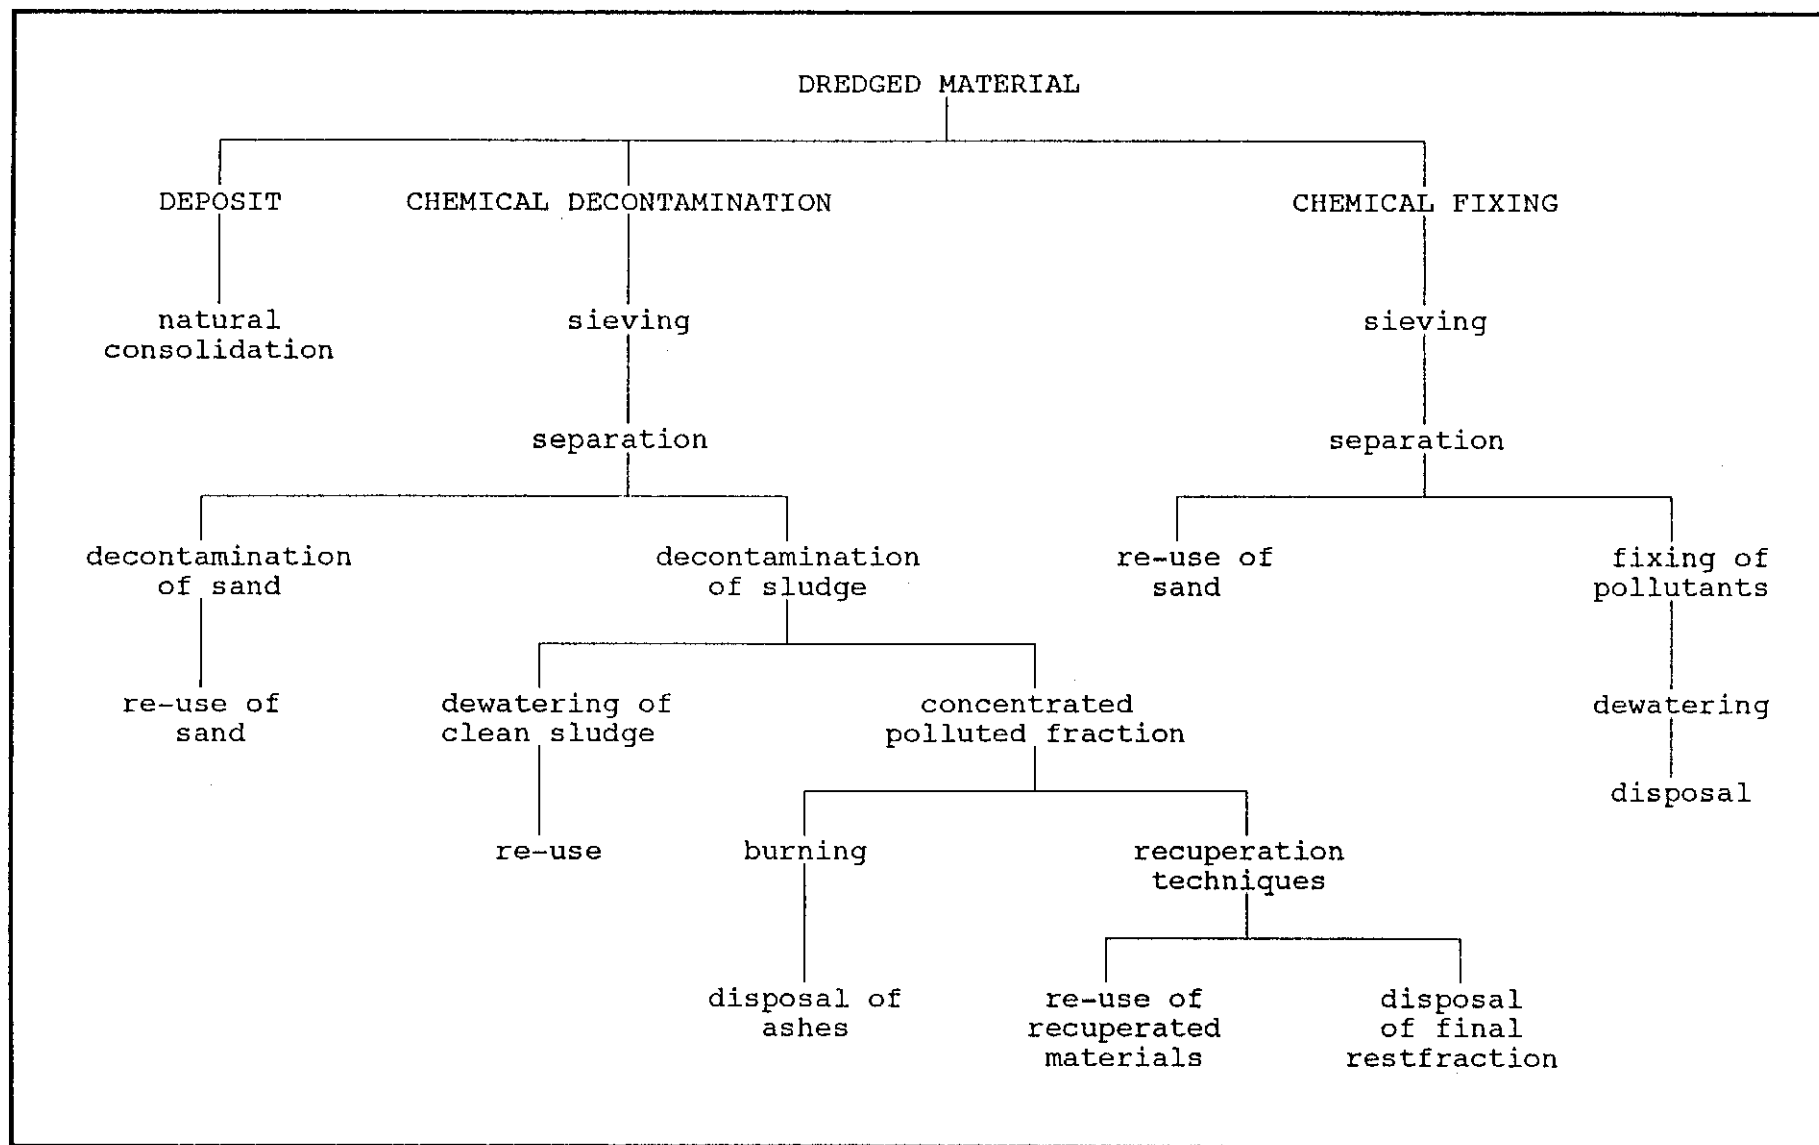 DREDGED MATERIAL
DEPOSIT
CHEMICAL DECONTAMINATION
CHEMICAL FIXING
natural
consolidation
sieving
sieving
separation
separation
decontamination
of sand
decontamination
of sludge
re-use of
sand
fixing of
pollutants
re-use of
sand
dewatering of
clean sludge
concentrated
polluted fraction
dewatering
disposal
re-use
burning
recuperation
techniques
disposal of
ashes
re-use of
recuperated
materials
disposal
of final
restfraction